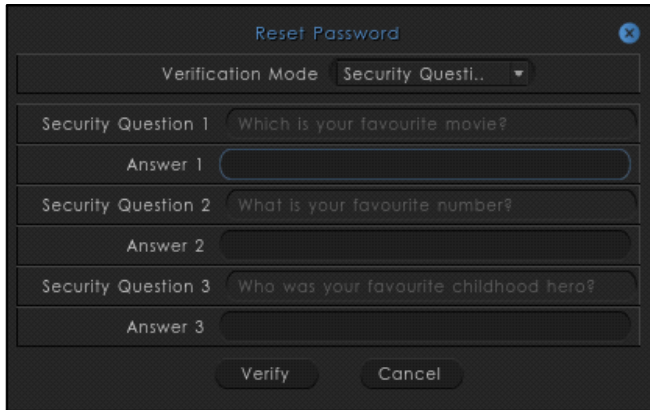 Reset Password
Verification Mode Security Questi..
Security Question 1 Which is your favourite movie?
Answer 1
Security Question 2 What is your favourite number?
Answer 2
Security Question 3 Who was your favourite childhood hero?
Answer 3
Verify Cancel